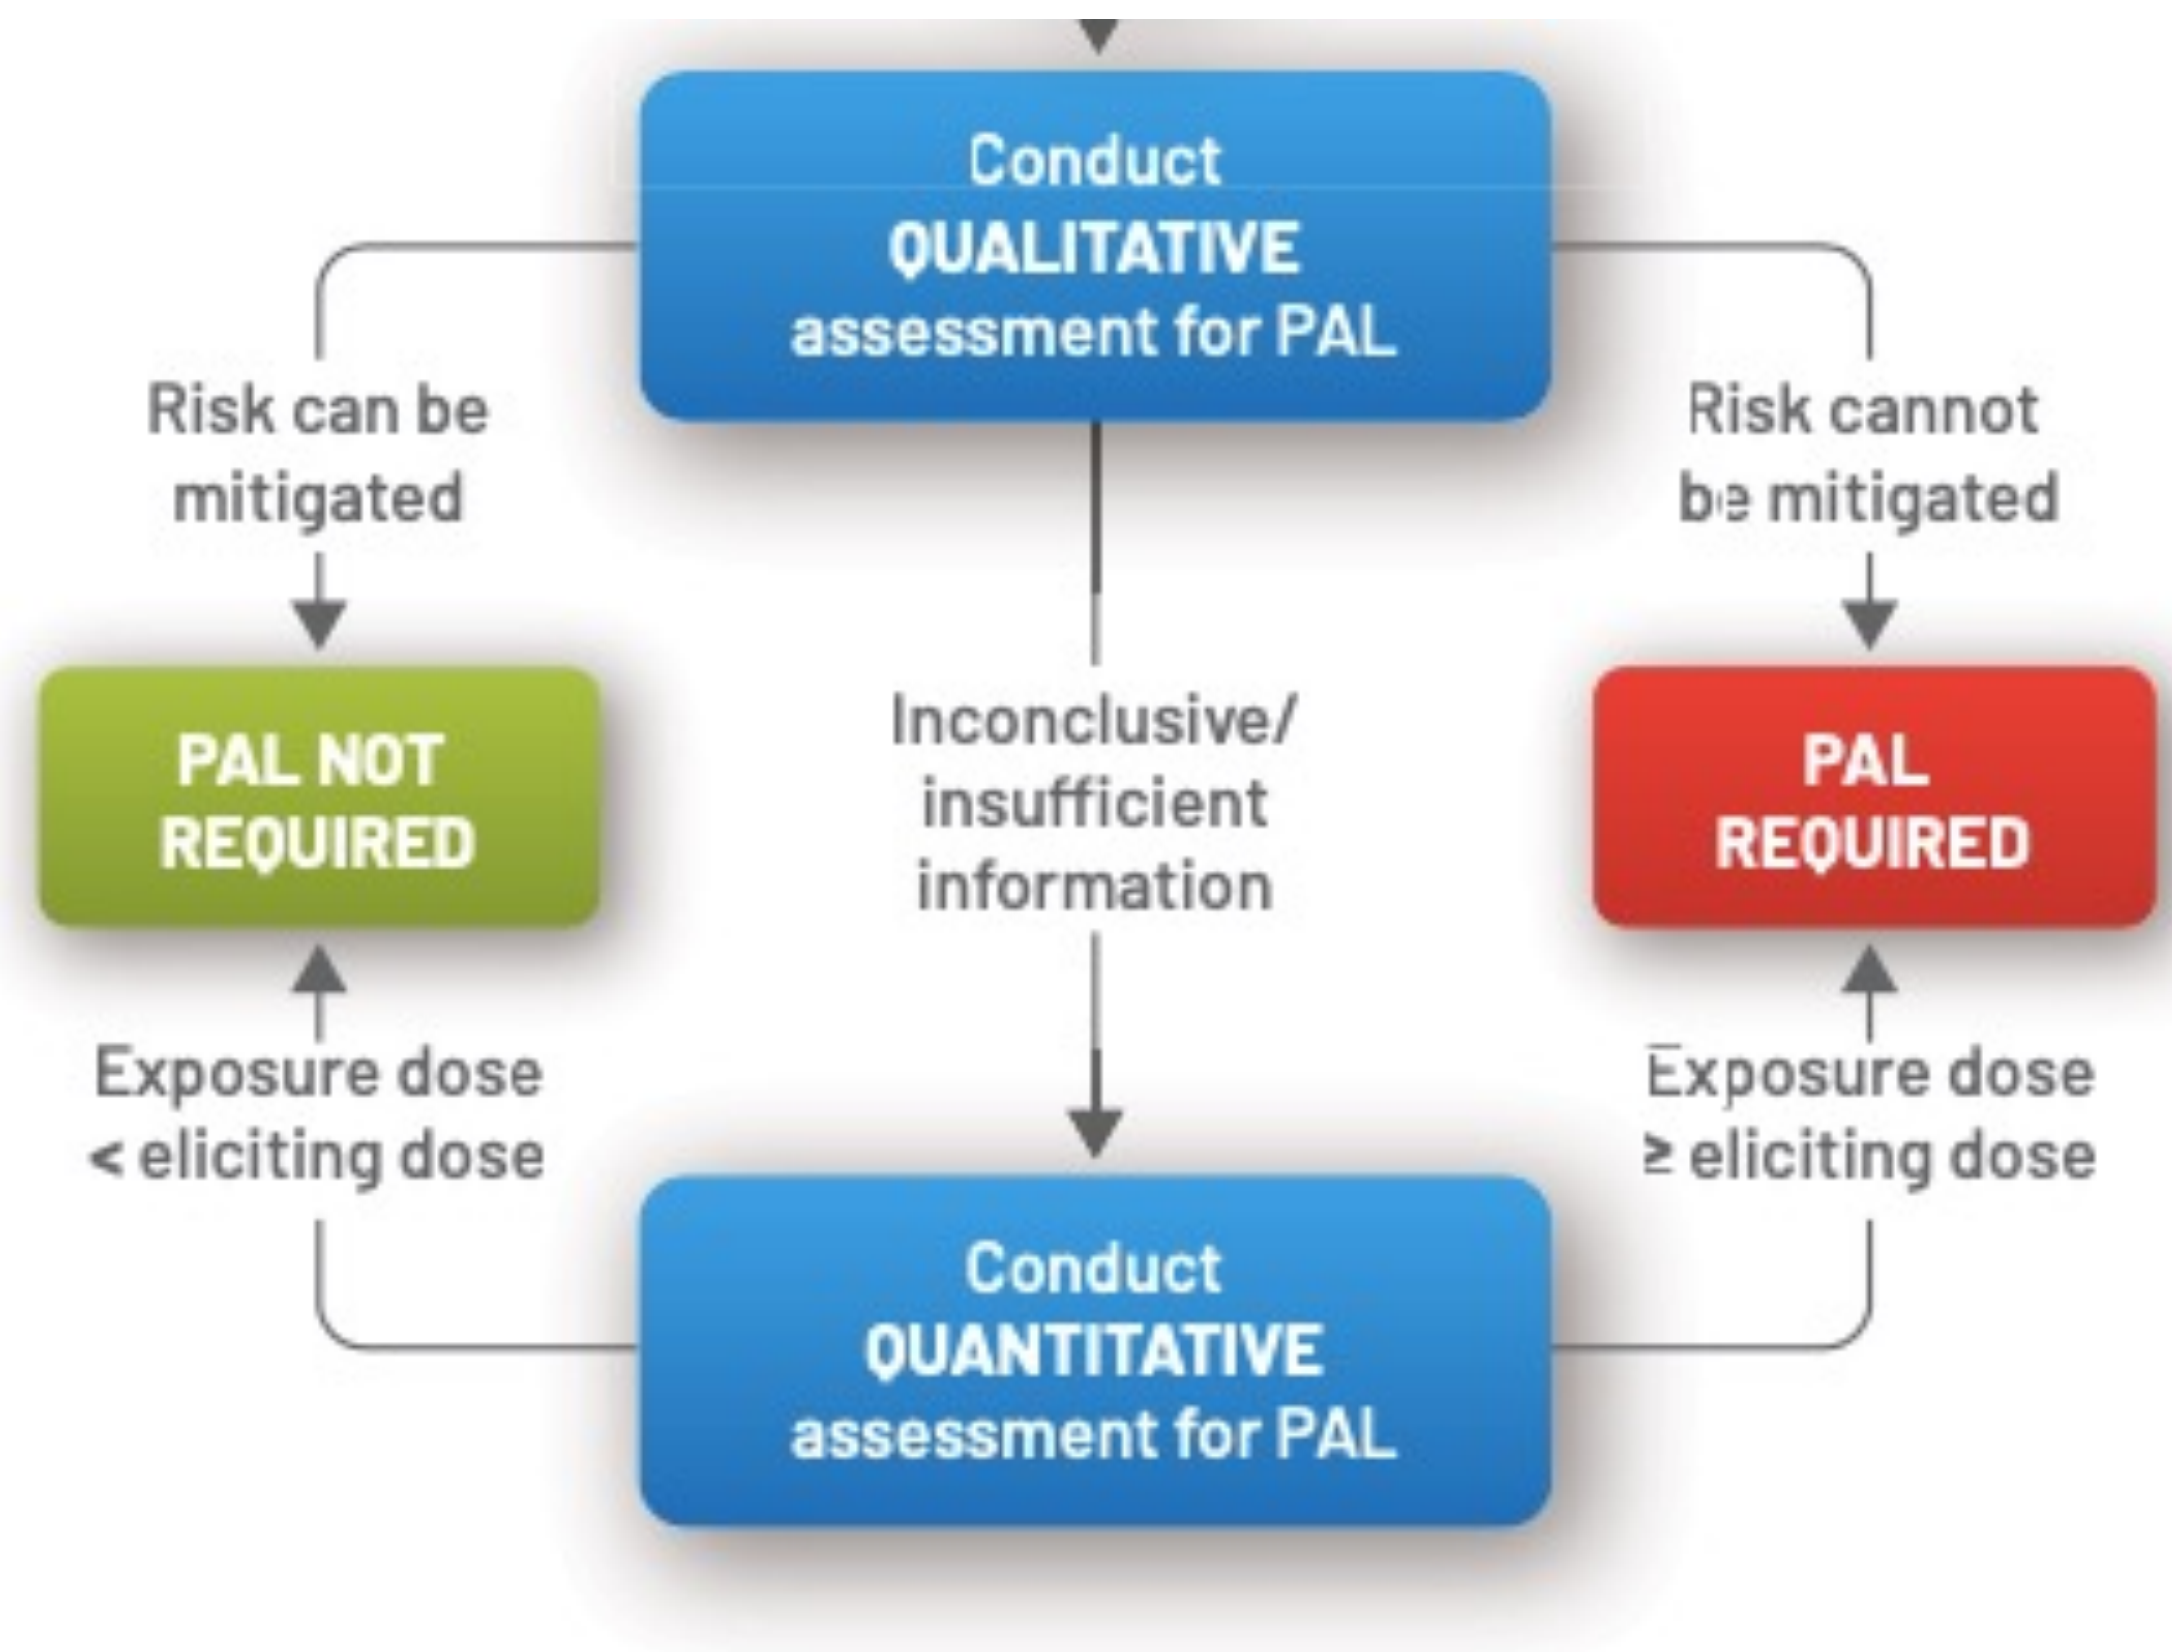 Conduct
QUALITATIVE
assessment for PAL
Risk can be
mitigated
Risk cannot
be mitigated
PAL NOT
REQUIRED
Inconclusive/
insufficient
information
PAL
REQUIRED
Exposure dose
< eliciting dose
Exposure dose
≥ eliciting dose
Conduct
QUANTITATIVE
assessment for PAL